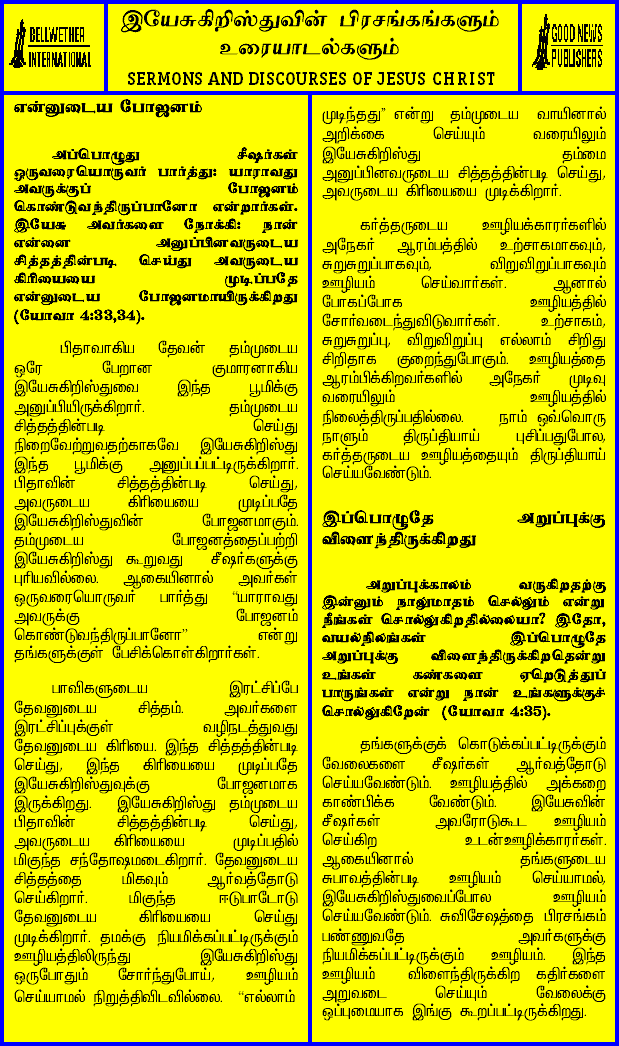 BELLWETHER
INTERNATIONAL
இயேசுகிறிஸ்துவின் பிரசங்கங்களும்
உரையாடல்களும்
SERMONS AND DISCOURSES OF JESUS CHRIST
GOOD NEWS
PUBLISHERS
என்னுடைய போஜனம்
அப்பொழுது சீஷர்கள்
ஒருவரையொருவர் பார்த்து: யாராவது
அவருக்குப் போஜனம்
கொண்டுவந்திருப்பானோ என்றார்கள்.
இயேசு அவர்களை நோக்கி: நான்
என்னை அனுப்பினவருடைய
சித்தத்தின்படி செய்து அவருடைய
கிரியையை முடிப்பதே
என்னுடைய போஜனமாயிருக்கிறது
(யோவா 4:33,34).
பிதாவாகிய தேவன் தம்முடைய
ஒரே பேறான குமாரனாகிய
இயேசுகிறிஸ்துவை இந்த பூமிக்கு
அனுப்பியிருக்கிறார். தம்முடைய
சித்தத்தின்படி செய்து
நிறைவேற்றுவதற்காகவே இயேசுகிறிஸ்து
இந்த பூமிக்கு அனுப்பப்பட்டிருக்கிறார்.
பிதாவின் சித்தத்தின்படி செய்து,
அவருடைய கிரியையை முடிப்பதே
இயேசுகிறிஸ்துவின் போஜனமாகும்.
தம்முடைய போஜனத்தைப்பற்றி
இயேசுகிறிஸ்து கூறுவது சீஷர்களுக்கு
புரியவில்லை. ஆகையினால் அவர்கள்
ஒருவரையொருவர் பார்த்து “யாராவது
அவருக்கு போஜனம்
கொண்டுவந்திருப்பானோ” என்று
தங்களுக்குள் பேசிக்கொள்கிறார்கள்.
பாவிகளுடைய இரட்சிப்பே
தேவனுடைய சித்தம். அவர்களை
இரட்சிப்புக்குள் வழிநடத்துவது
தேவனுடைய கிரியை. இந்த சித்தத்தின்படி
செய்து, இந்த கிரியையை முடிப்பதே
இயேசுகிறிஸ்துவுக்கு போஜனமாக
இருக்கிறது. இயேசுகிறிஸ்து தம்முடைய
பிதாவின் சித்தத்தின்படி செய்து,
அவருடைய கிரியையை முடிப்பதில்
மிகுந்த சந்தோஷமடைகிறார். தேவனுடைய
சித்தத்தை மிகவும் ஆர்வத்தோடு
செய்கிறார். மிகுந்த ஈடுபாடோடு
தேவனுடைய கிரியையை செய்து
முடிக்கிறார். தமக்கு நியமிக்கப்பட்டிருக்கும்
ஊழியத்திலிருந்து இயேசுகிறிஸ்து
ஒருபோதும் சோர்ந்துபோய், ஊழியம்
செய்யாமல் நிறுத்திவிடவில்லை. “எல்லாம்
முடிந்தது” என்று தம்முடைய வாயினால்
அறிக்கை செய்யும் வரையிலும்
இயேசுகிறிஸ்து தம்மை
அனுப்பினவருடைய சித்தத்தின்படி செய்து,
அவருடைய கிரியையை முடிக்கிறார்.
கர்த்தருடைய ஊழியக்காரர்களில்
அநேகர் ஆரம்பத்தில் உற்சாகமாகவும்,
சுறுசுறுப்பாகவும், விறுவிறுப்பாகவும்
ஊழியம் செய்வார்கள். ஆனால்
போகப்போக ஊழியத்தில்
சோர்வடைந்துவிடுவார்கள். உற்சாகம்,
சுறுசுறுப்பு, விறுவிறுப்பு எல்லாம் சிறிது
சிறிதாக குறைந்துபோகும். ஊழியத்தை
ஆரம்பிக்கிறவர்களில் அநேகர் முடிவு
வரையிலும் ஊழியத்தில்
நிலைத்திருப்பதில்லை. நாம் ஒவ்வொரு
நாளும் திருப்தியாய் புசிப்பதுபோல,
கர்த்தருடைய ஊழியத்தையும் திருப்தியாய்
செய்யவேண்டும்.
இப்பொழுதே அறுப்புக்கு
விளைந்திருக்கிறது
அறுப்புக்காலம் வருகிறதற்கு
இன்னும் நாலுமாதம் செல்லும் என்று
நீங்கள் சொல்லுகிறதில்லையா? இதோ,
வயல்நிலங்கள் இப்பொழுதே
அறுப்புக்கு விளைந்திருக்கிறதென்று
உங்கள் கண்களை ஏறெடுத்துப்
பாருங்கள் என்று நான் உங்களுக்குச்
சொல்லுகிறேன் (யோவா 4:35).
தங்களுக்குக் கொடுக்கப்பட்டிருக்கும்
வேலைகளை சீஷர்கள் ஆர்வத்தோடு
செய்யவேண்டும். ஊழியத்தில் அக்கறை
காண்பிக்க வேண்டும். இயேசுவின்
சீஷர்கள் அவரோடுகூட ஊழியம்
செய்கிற உடன்ஊழிக்காரர்கள்.
ஆகையினால் தங்களுடைய
சுபாவத்தின்படி ஊழியம் செய்யாமல்,
இயேசுகிறிஸ்துவைப்போல ஊழியம்
செய்யவேண்டும். சுவிசேஷத்தை பிரசங்கம்
பண்ணுவதே அவர்களுக்கு
நியமிக்கப்பட்டிருக்கும் ஊழியம். இந்த
ஊழியம் விளைந்திருக்கிற கதிர்களை
அறுவடை செய்யும் வேலைக்கு
ஒப்புமையாக இங்கு கூறப்பட்டிருக்கிறது.